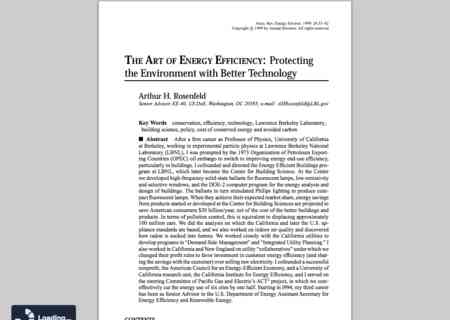 Annu. Rev. Energy Environ. 1999. 24:33–82
Copyright © 1999 by Annual Reviews. All rights reserved
THE ART OF ENERGY EFFICIENCY: Protecting
the Environment with Better Technology
Arthur H. Rosenfeld
Senior Advisor EE-40, US DoE, Washington, DC 20585; e-mail:
Key Words conservation, efficiency, technology, Lawrence Berkeley Laboratory,
building science, policy, cost of conserved energy and avoided carbon
■ Abstract After a first career as Professor of Physics, University of California
at Berkeley, working in experimental particle physics at Lawrence Berkeley National
Laboratory (LBNL), I was prompted by the 1973 Organization of Petroleum Export-
ing Countries (OPEC) oil embargo to switch to improving energy end-use efficiency,
particularly in buildings. I cofounded and directed the Energy Efficient Buildings pro-
gram at LBNL, which later became the Center for Building Science. At the Center
we developed high-frequency solid-state ballasts for fluorescent lamps, low-emissivity
and selective windows, and the DOE-2 computer program for the energy analysis and
design of buildings. The ballasts in turn stimulated Philips lighting to produce com-
pact fluorescent lamps. When they achieve their expected market share, energy savings
from products started or developed at the Center for Building Science are projected to
save American consumers $30 billion/year, net of the cost of the better buildings and
products. In terms of pollution control, this is equivalent to displacing approximately
100 million cars. We did the analysis on which the California and later the U.S. ap-
pliance standards are based, and we also worked on indoor air quality and discovered
how radon is sucked into homes. We worked closely with the California utilities to
develop programs in "Demand Side Management" and "Integrated Utility Planning." I
also worked in California and New England on utility "collaboratives" under which we
changed their profit rules to favor investment in customer energy efficiency (and shar-
ing the savings with the customer) over selling raw electricity. I cofounded a successful
nonprofit, the American Council for an Energy-Efficient Economy, and a University of
California research unit, the California Institute for Energy Efficiency, and I served on
the steering committee of Pacific Gas and Electric's ACT² project, in which we cost-
effectively cut the energy use of six sites by one half. Starting in 1994, my third career
has been as Senior Advisor to the U.S. Department of Energy Assistant Secretary for
Energy Efficiency and Renewable Energy.
CONTENTS
Loading